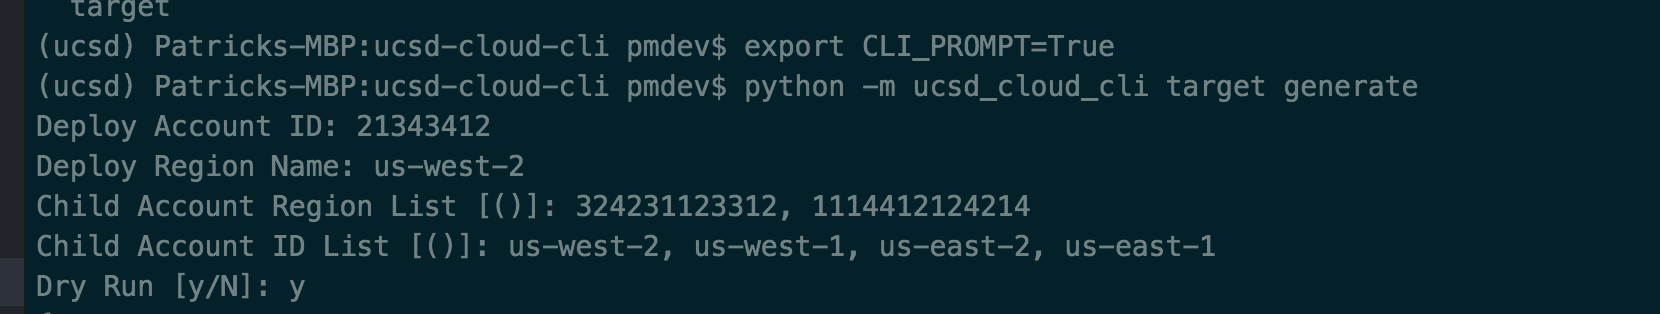 target
(ucsd) Patricks-MBP:ucsd-cloud-cli pmdev$ export CLI_PROMPT=True
(ucsd) Patricks-MBP:ucsd-cloud-cli pmdev$ python -m ucsd_cloud_cli target generate
Deploy Account ID: 21343412
Deploy Region Name: us-west-2
Child Account Region List [()]: 324231123312, 1114412124214
Child Account ID List [()]: us-west-2, us-west-1, us-east-2, us-east-1
Dry Run [y/N]: y